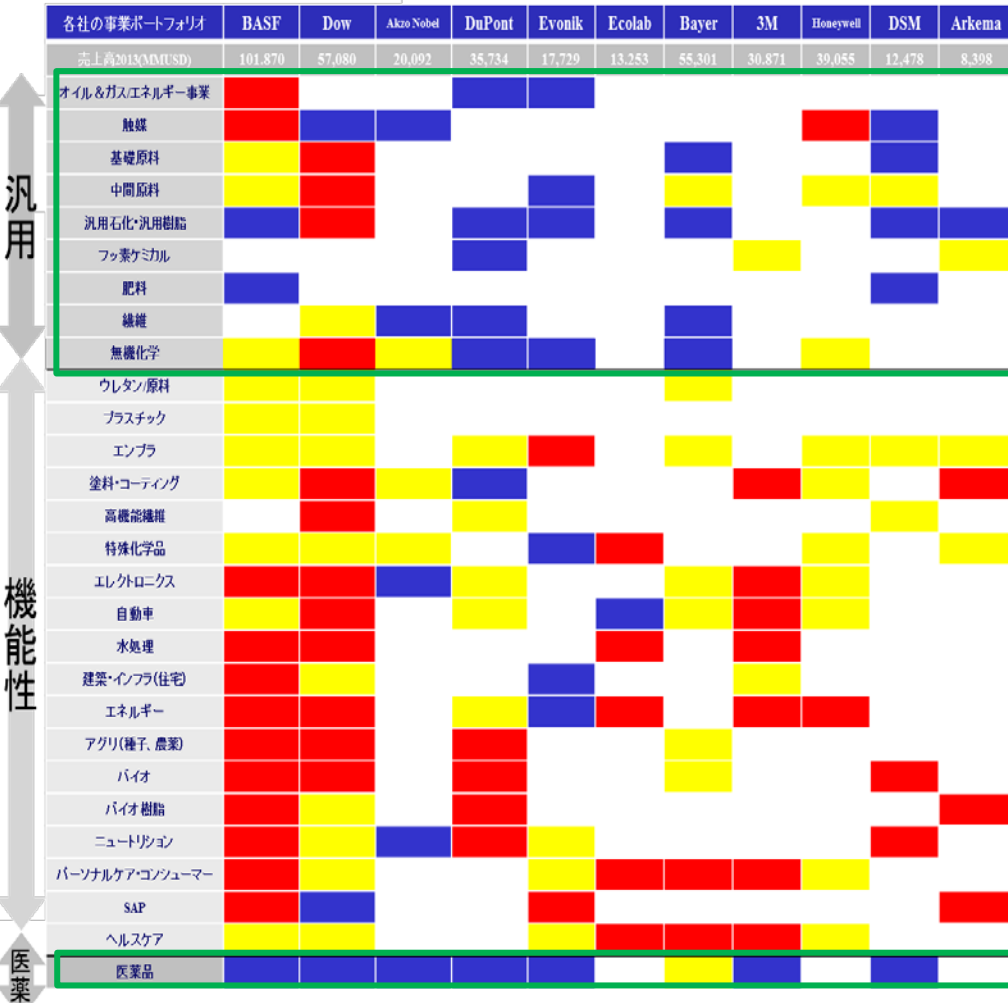 各社の事業ポートフォリオ BASF Dow Akzo Nobel DuPont Evonik Ecolab Bayer 3M Honeywell DSM Arkema
売上高2013(MMUSD) 101.870 57,080 20,092 35,734 17,729 13.253 55,301 30.871 39,055 12,478 8,398
汎用
オイル&ガス/エネルギー事業
触媒
基礎原料
中間原料
汎用石化・汎用樹脂
フッ素ケミカル
肥料
繊維
無機化学
機能性
ウレタン/原料
プラスチック
エンプラ
塗料・コーティング
高機能繊維
特殊化学品
エレクトロニクス
自動車
水処理
建築・インフラ(住宅)
エネルギー
アグリ(種子、農薬)
バイオ
バイオ樹脂
ニュートリション
パーソナルケア・コンシューマー
SAP
ヘルスケア
医薬
医薬品